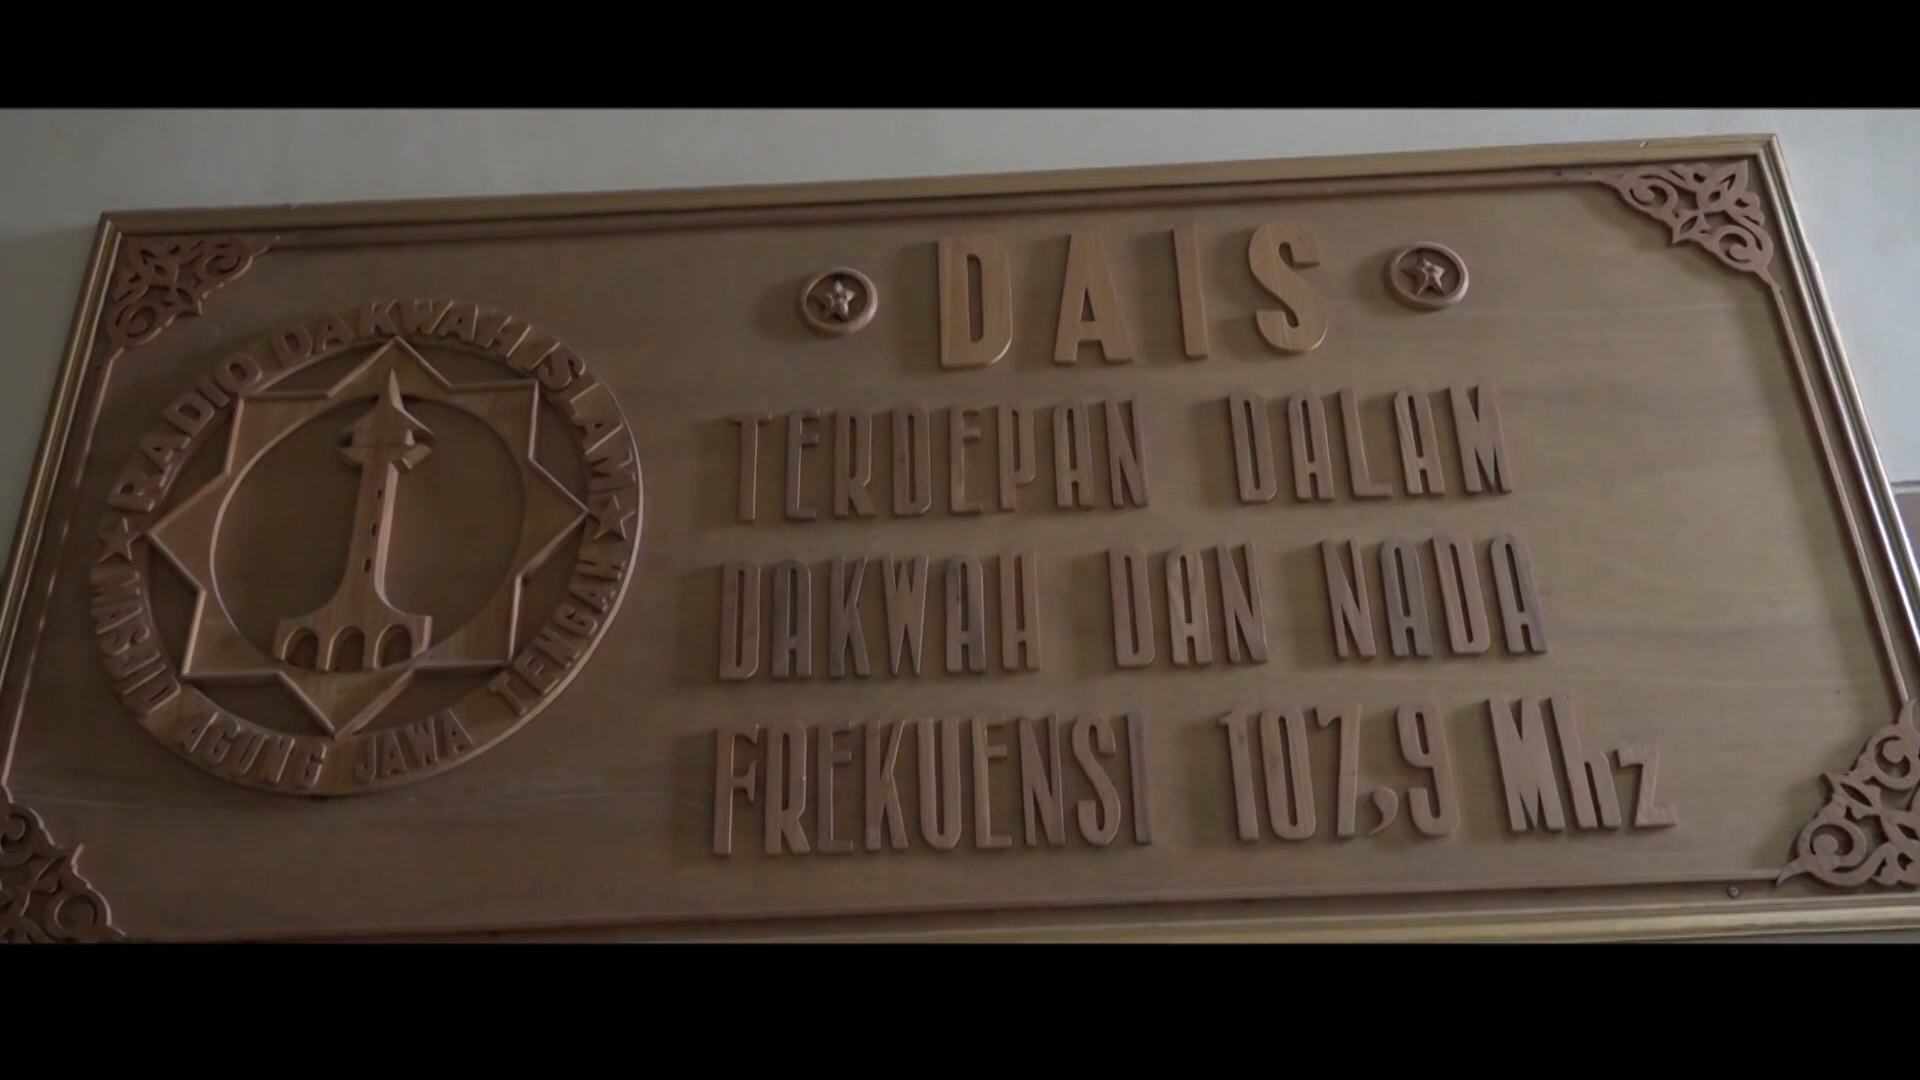 RADIO DAKWAH ISLAM
MASJID AGUNG JAWA TENGAH
DAIS
TERDEPAN DALAM
DAKWAH DAN NADA
FREKUENSI 107,9 Mhz